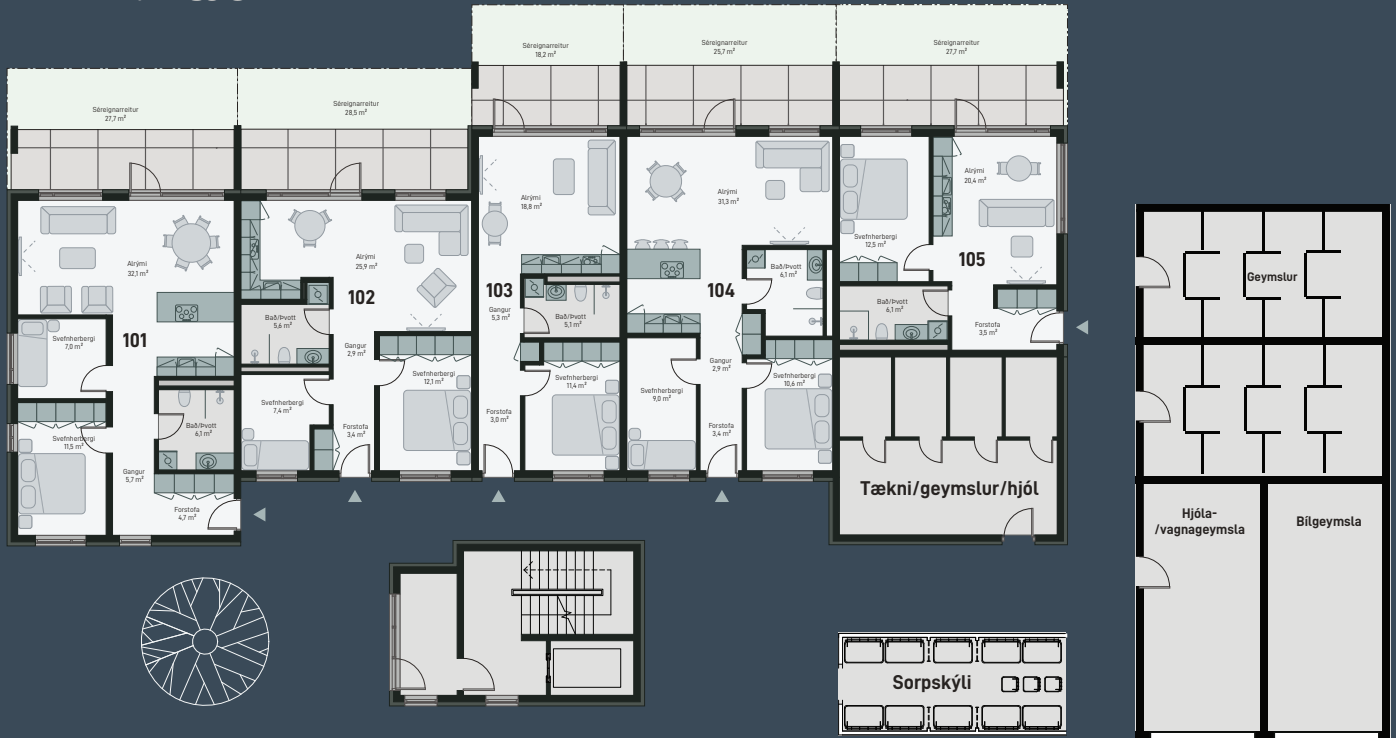 Séreignarreitur
18,2 m²
Séreignarreitur
25,7 m²
Séreignarreitur
27,7 m²
Séreignarreitur
27,7 m²
Séreignarreitur
28,5 m²
Alrými
32,1 m²
101
Svefnherbergi
7,0 m²
Svefnherbergi
11,5 m²
Bað/Þvottur
6,1 m²
Gangur
5,7 m²
Forstofa
4,7 m²
Alrými
25,9 m²
102
Bað/Þvottur
5,6 m²
Gangur
2,9 m²
Svefnherbergi
12,1 m²
Svefnherbergi
7,4 m²
Forstofa
3,4 m²
Alrými
18,8 m²
103
Gangur
5,3 m²
Bað/Þvottur
5,1 m²
Svefnherbergi
11,4 m²
Forstofa
3,0 m²
Alrými
31,3 m²
104
Bað/Þvottur
6,1 m²
Gangur
2,9 m²
Svefnherbergi
9,0 m²
Svefnherbergi
10,6 m²
Forstofa
3,4 m²
Alrými
20,4 m²
Svefnherbergi
12,5 m²
105
Bað/Þvottur
6,1 m²
Forstofa
3,5 m²
Tækni/geymslur/hjól
Sorpskýli
Geymslur
Hjóla-
/vagnageymsla
Bílgeymsla